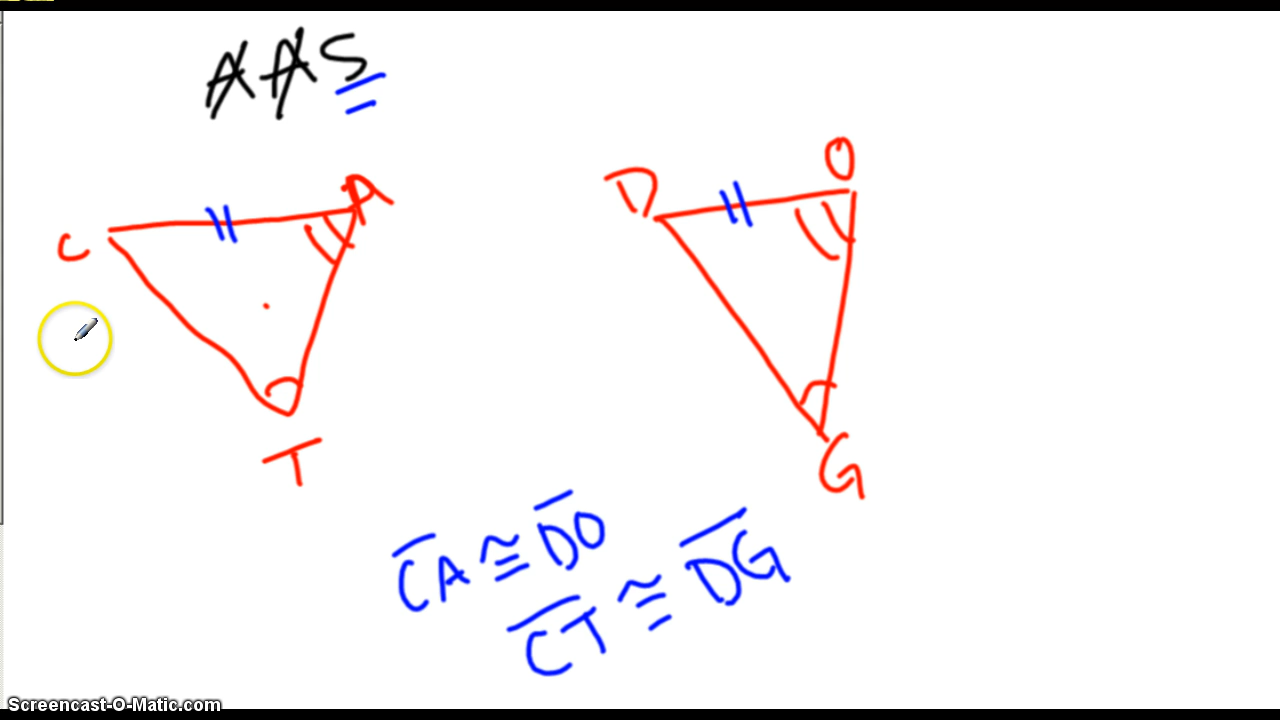 AAS
C
A
D
O
T
G
CA ≅ DO
CT ≅ DG
Screencast-O-Matic.com